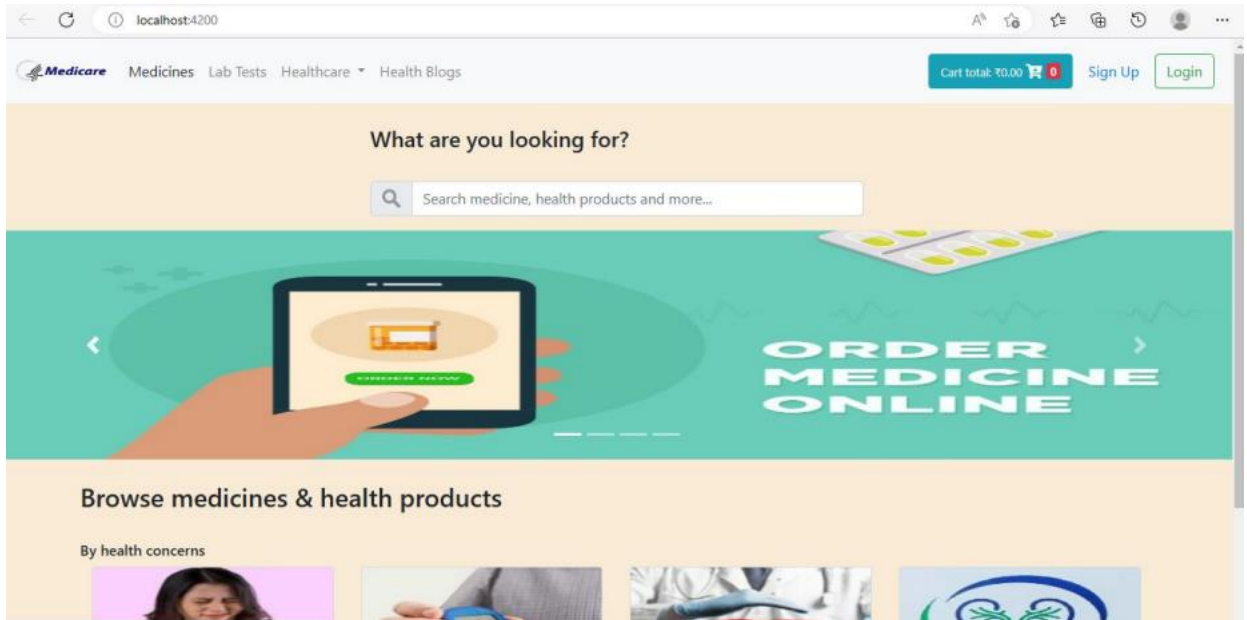 localhost:4200
Medicare Medicines Lab Tests Healthcare Health Blogs Cart total: ₹0.00 0 Sign Up Login
What are you looking for?
Search medicine, health products and more...
ORDER NOW
ORDER
MEDICINE
ONLINE
Browse medicines & health products
By health concerns